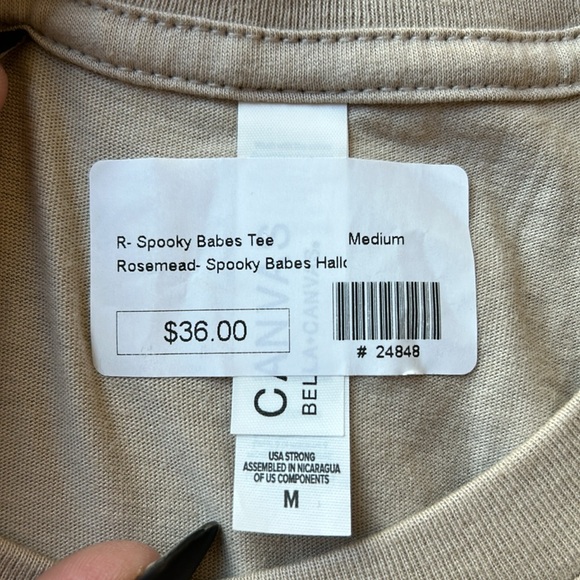 R- Spooky Babes Tee Medium
Rosemead- Spooky Babes Hallo
$36.00
# 24848
CANVAS
BELLA+CANVAS.
USA STRONG
ASSEMBLED IN NICARAGUA
OF US COMPONENTS
M